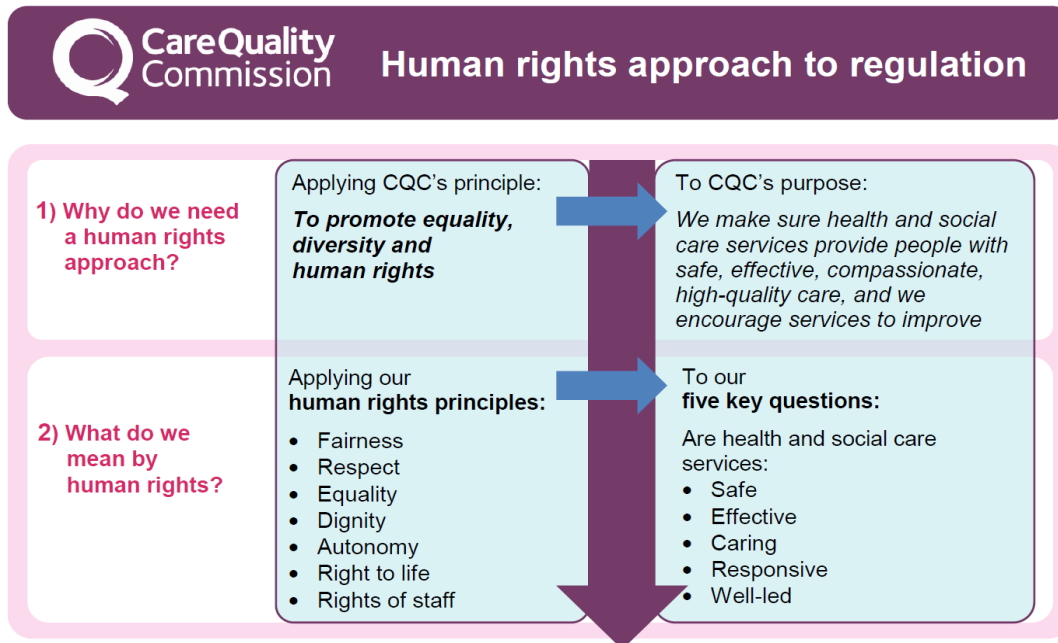 CareQuality
Commission
Human rights approach to regulation
1) Why do we need
a human rights
approach?
Applying CQC's principle:
To promote equality,
diversity and
human rights
To CQC's purpose:
We make sure health and social
care services provide people with
safe, effective, compassionate,
high-quality care, and we
encourage services to improve
2) What do we
mean by
human rights?
Applying our
human rights principles:
• Fairness
• Respect
• Equality
• Dignity
• Autonomy
• Right to life
• Rights of staff
To our
five key questions:
Are health and social care
services:
• Safe
• Effective
• Caring
• Responsive
• Well-led